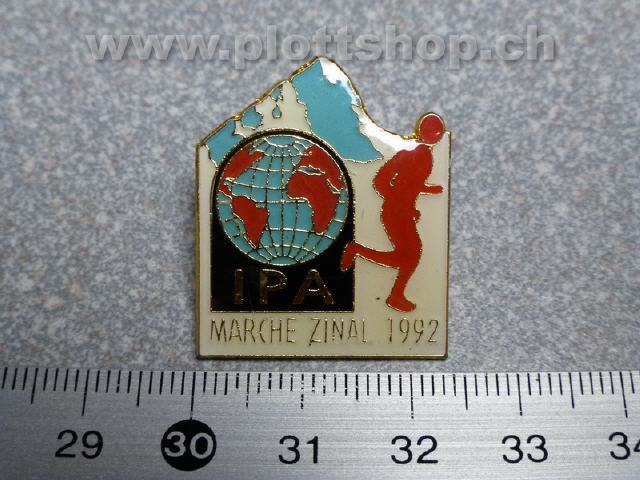 www.plottshop.ch
IPA
MARCHE ZINAL 1992
29 30 31 32 33 34